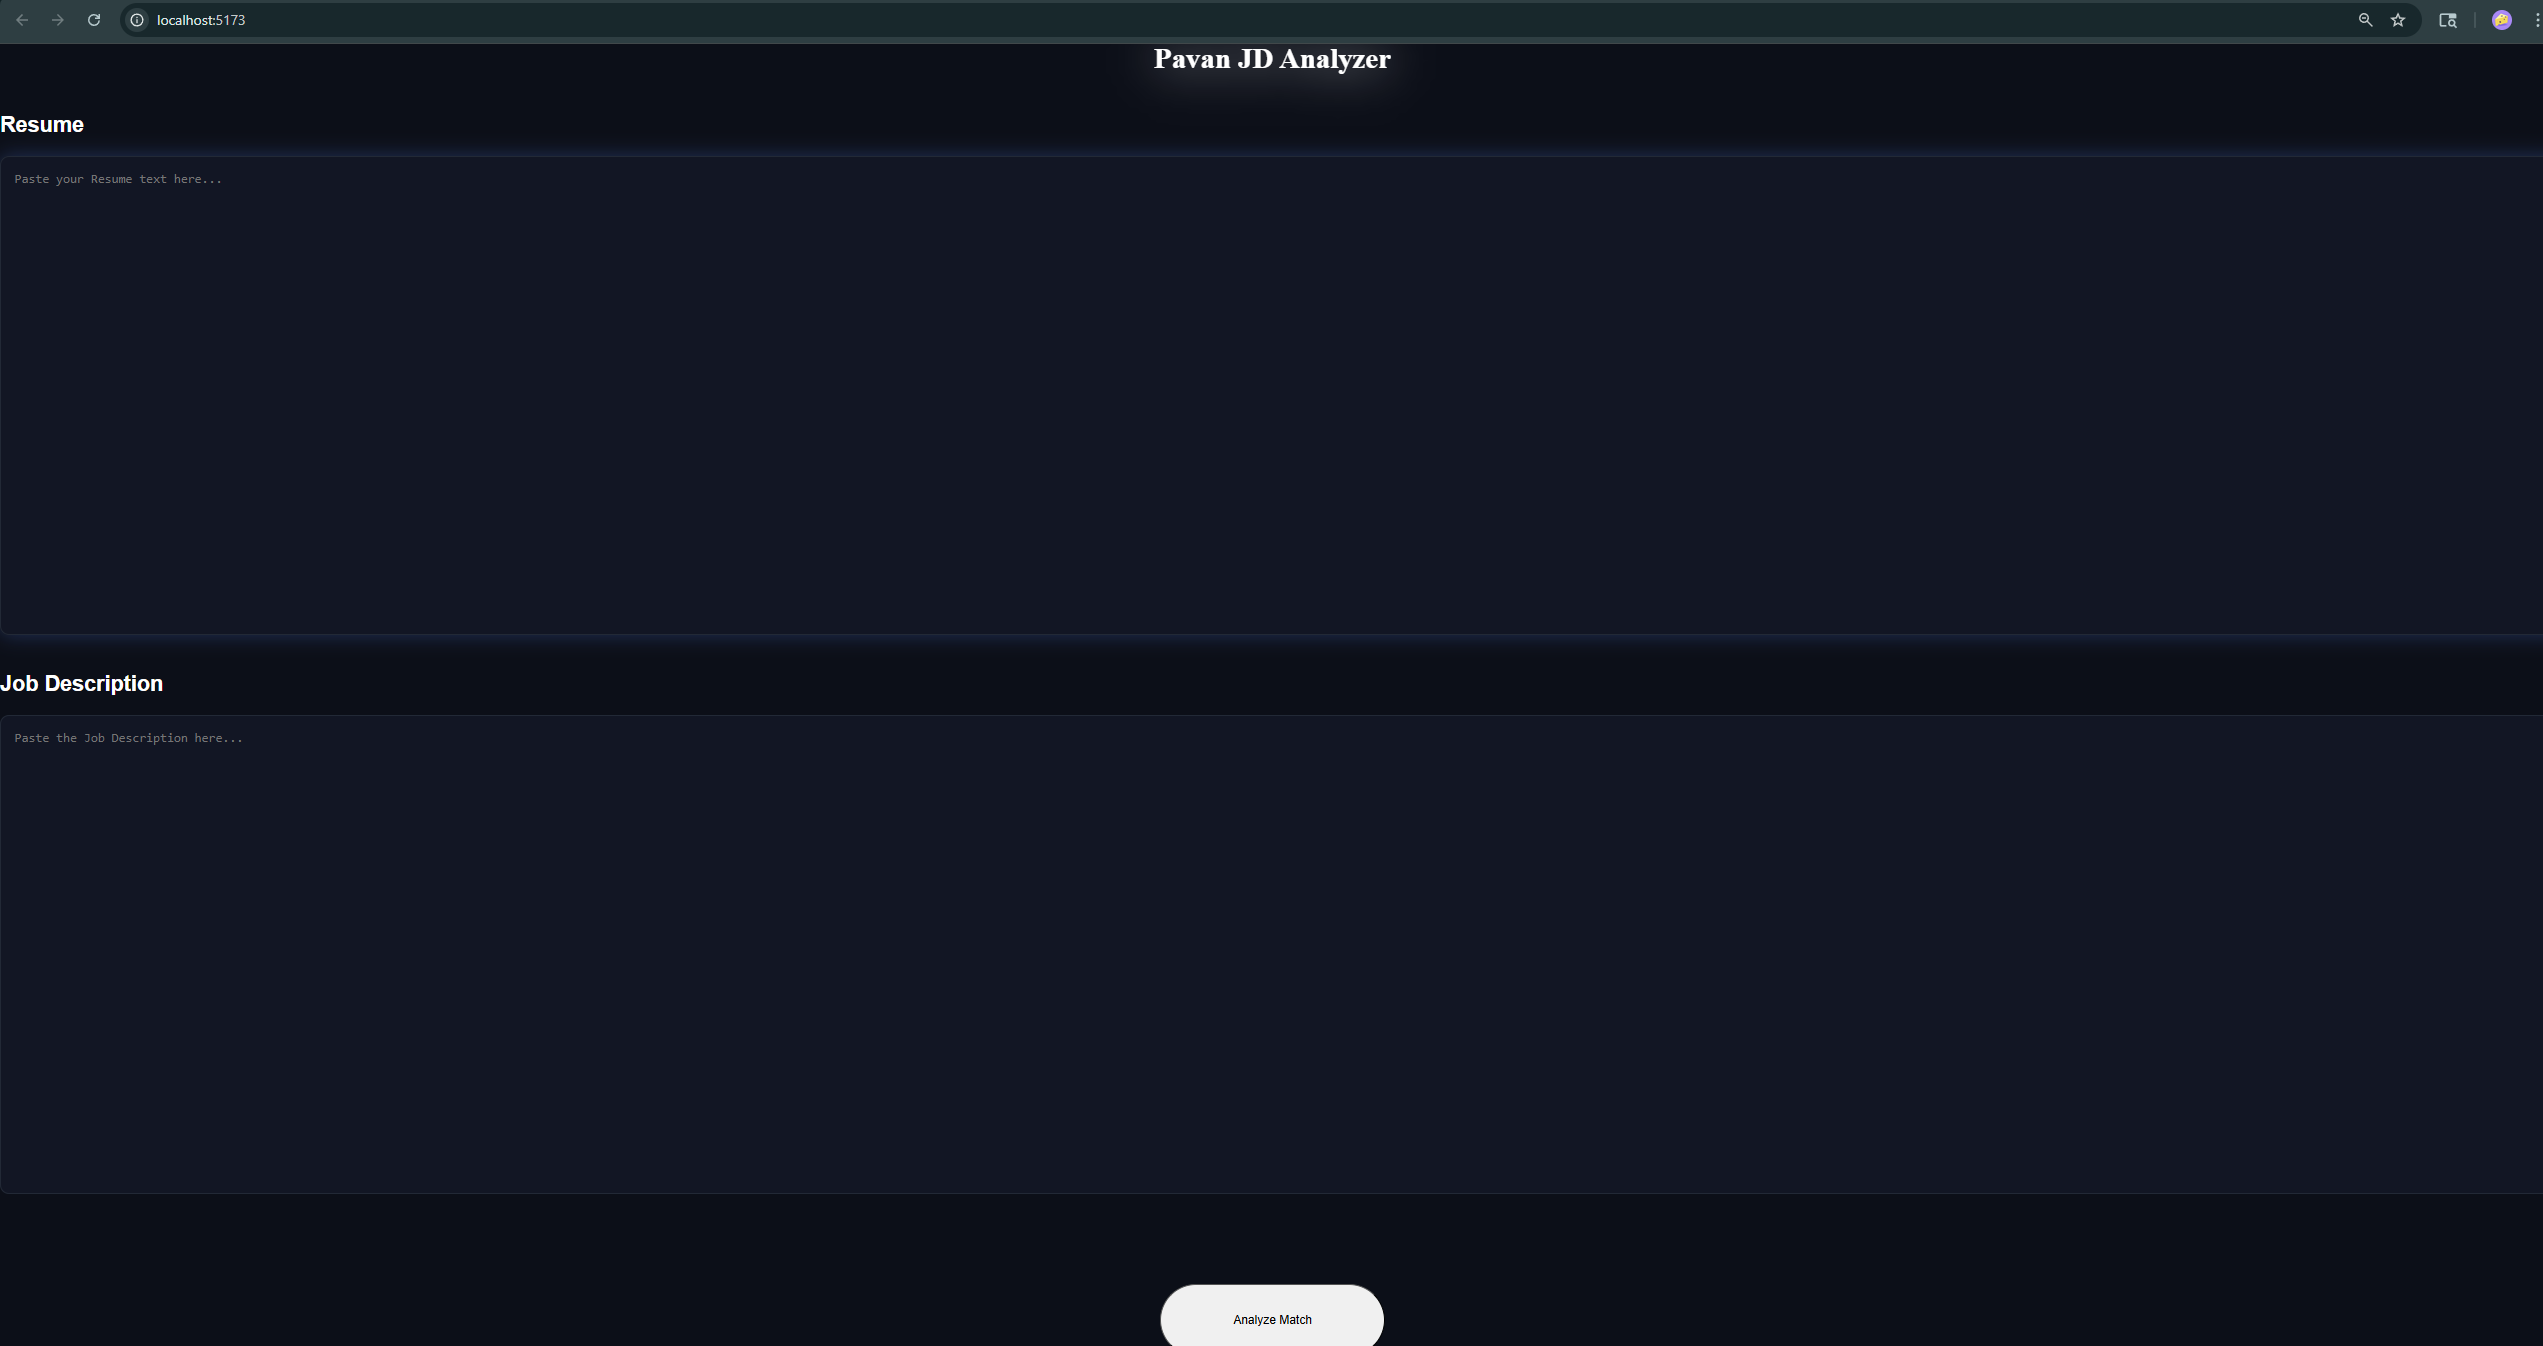 localhost:5173
Pavan JD Analyzer
Resume
Paste your Resume text here...
Job Description
Paste the Job Description here...
Analyze Match